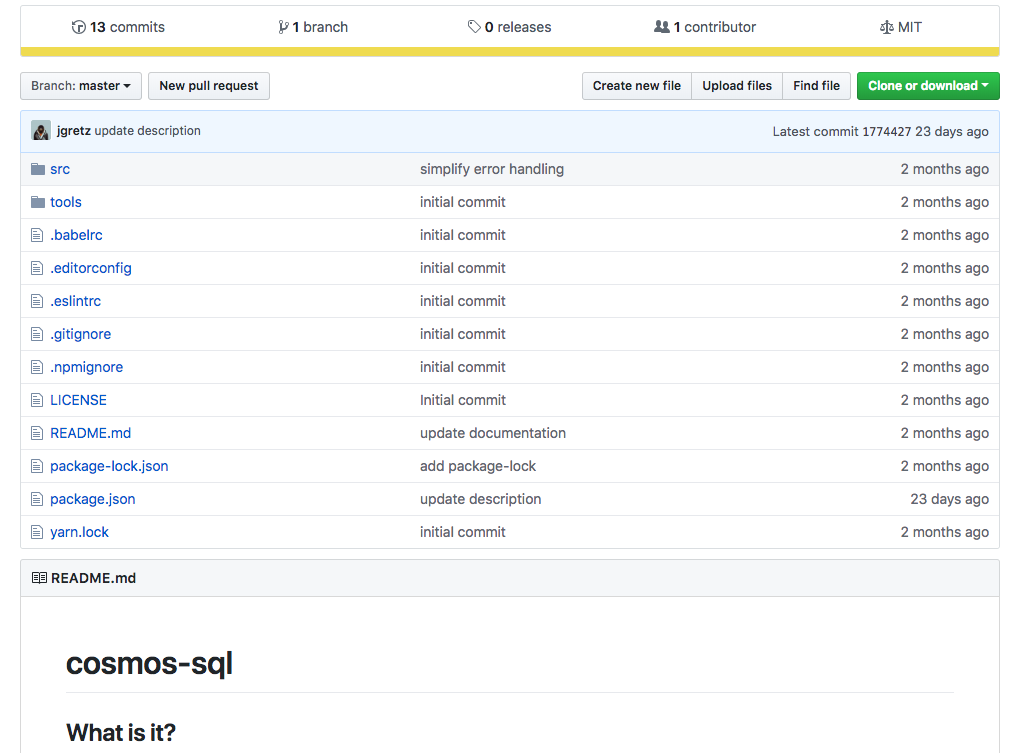 13 commits 1 branch 0 releases 1 contributor MIT
Branch: master New pull request Create new file Upload files Find file Clone or download
jgretz update description Latest commit 1774427 23 days ago
src simplify error handling 2 months ago
tools initial commit 2 months ago
.babelrc initial commit 2 months ago
.editorconfig initial commit 2 months ago
.eslintrc initial commit 2 months ago
.gitignore initial commit 2 months ago
.npmignore initial commit 2 months ago
LICENSE Initial commit 2 months ago
README.md update documentation 2 months ago
package-lock.json add package-lock 2 months ago
package.json update description 23 days ago
yarn.lock initial commit 2 months ago
README.md
cosmos-sql
What is it?